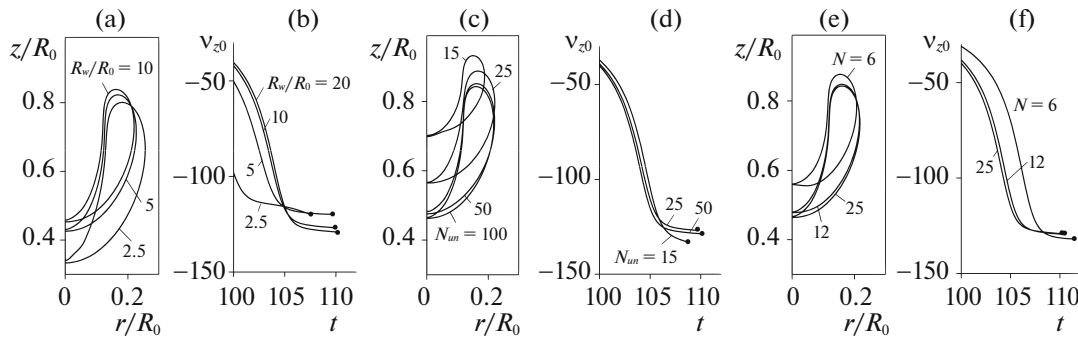 (a) (b) (c) (d) (e) (f)
z/R₀
R_w/R₀ = 10
0.8
0.6
0.4
5
2.5
0 0.2
r/R₀
ν_z0
−50
−100
−150
R_w/R₀ = 20
10
5
2.5
100 105 110
t
z/R₀
15
25
0.8
0.6
0.4
50
N_un = 100
0 0.2
r/R₀
ν_z0
−50
−100
−150
25 50
N_un = 15
100 105 110
t
z/R₀
N = 6
0.8
0.6
0.4
12
25
0 0.2
r/R₀
ν_z0
−50
−100
−150
N = 6
25
12
100 105 110
t